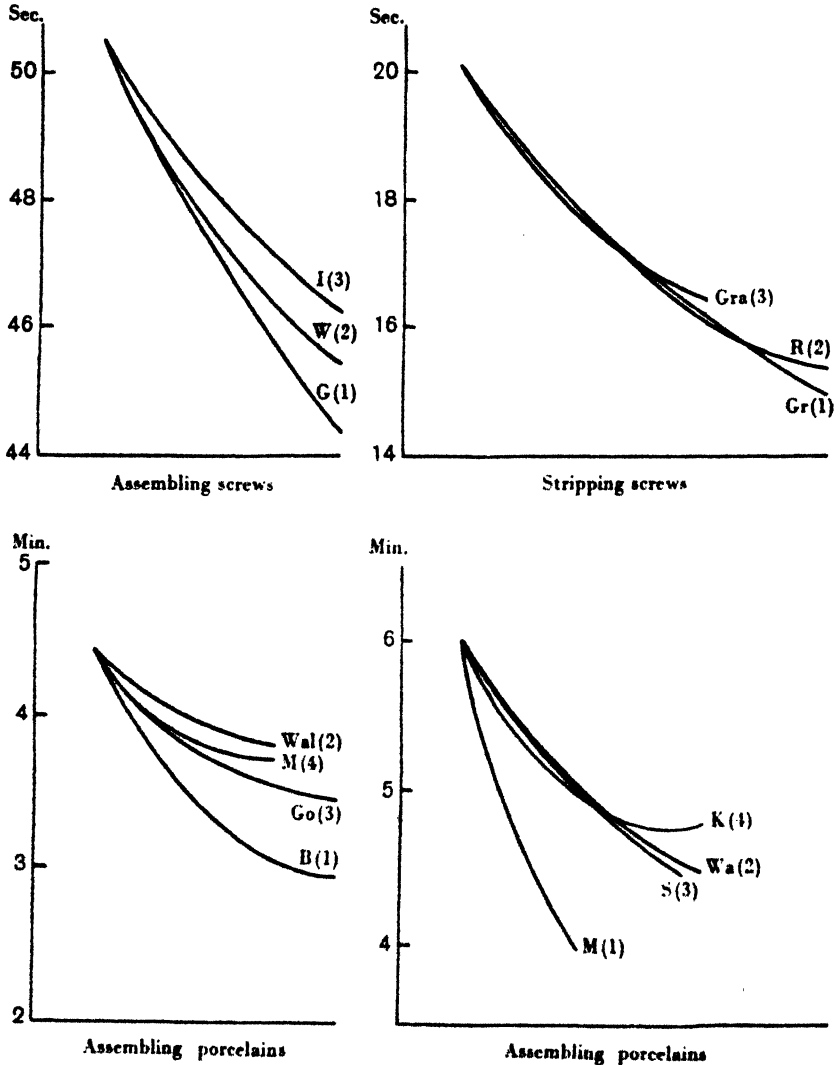 Sec.
50
48
46
44
I(3)
W(2)
G(1)
Assembling screws
Sec.
20
18
16
14
Gra(3)
R(2)
Gr(1)
Stripping screws
Min.
5
4
3
2
Wal(2)
M(4)
Go(3)
B(1)
Assembling porcelains
Min.
6
5
4
K(4)
Wa(2)
S(3)
M(1)
Assembling porcelains